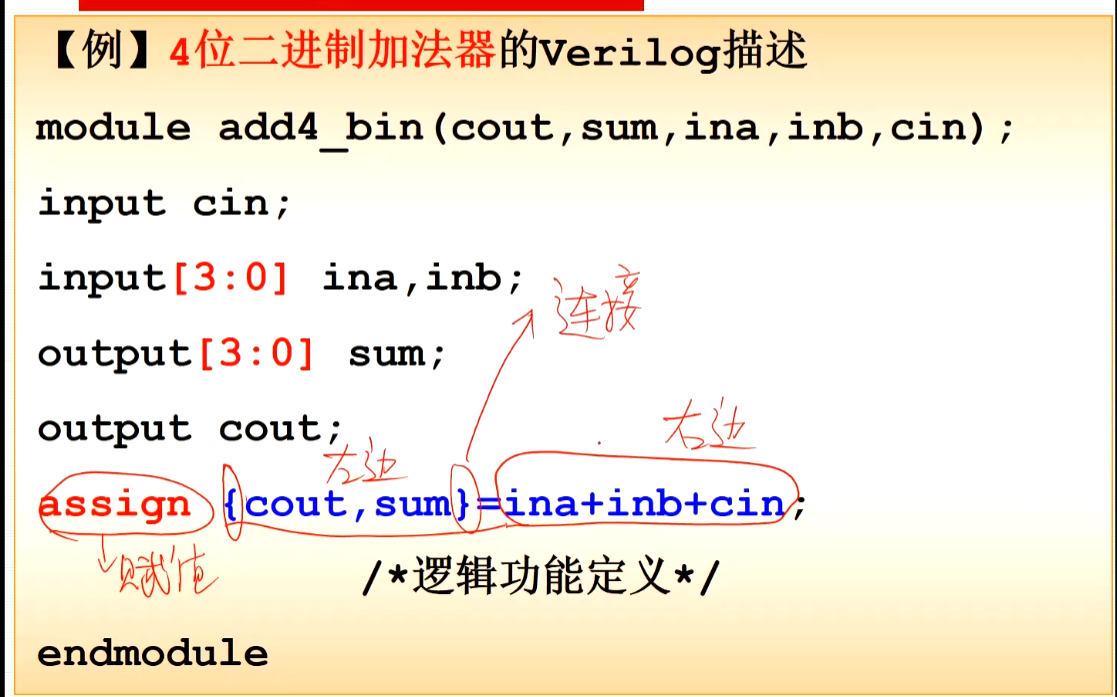 【例】4位二进制加法器的Verilog描述
module add4_bin(cout,sum,ina,inb,cin);
input cin;
input[3:0] ina,inb;
连接
output[3:0] sum;
output cout;
左边
右边
assign {cout,sum}=ina+inb+cin;
赋值
/*逻辑功能定义*/
endmodule